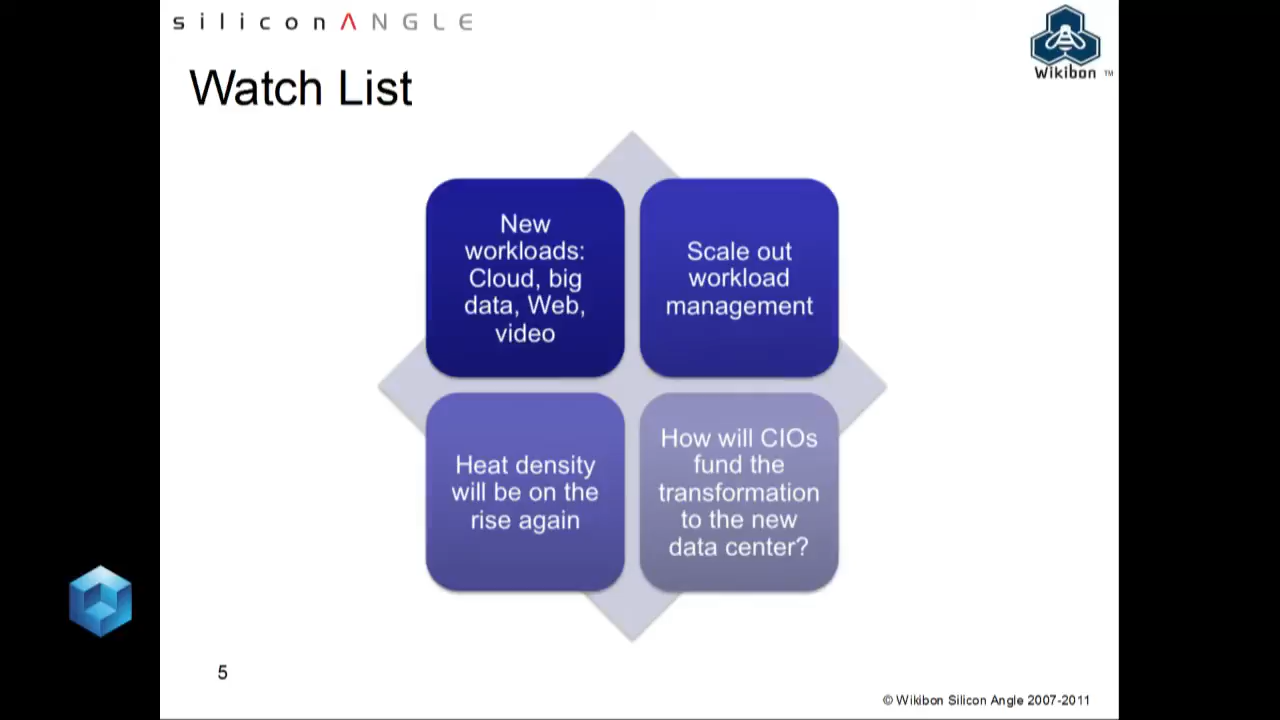 siliconANGLE
Wikibon TM
Watch List
New
workloads:
Cloud, big
data, Web,
video
Scale out
workload
management
Heat density
will be on the
rise again
How will CIOs
fund the
transformation
to the new
data center?
5
© Wikibon Silicon Angle 2007-2011